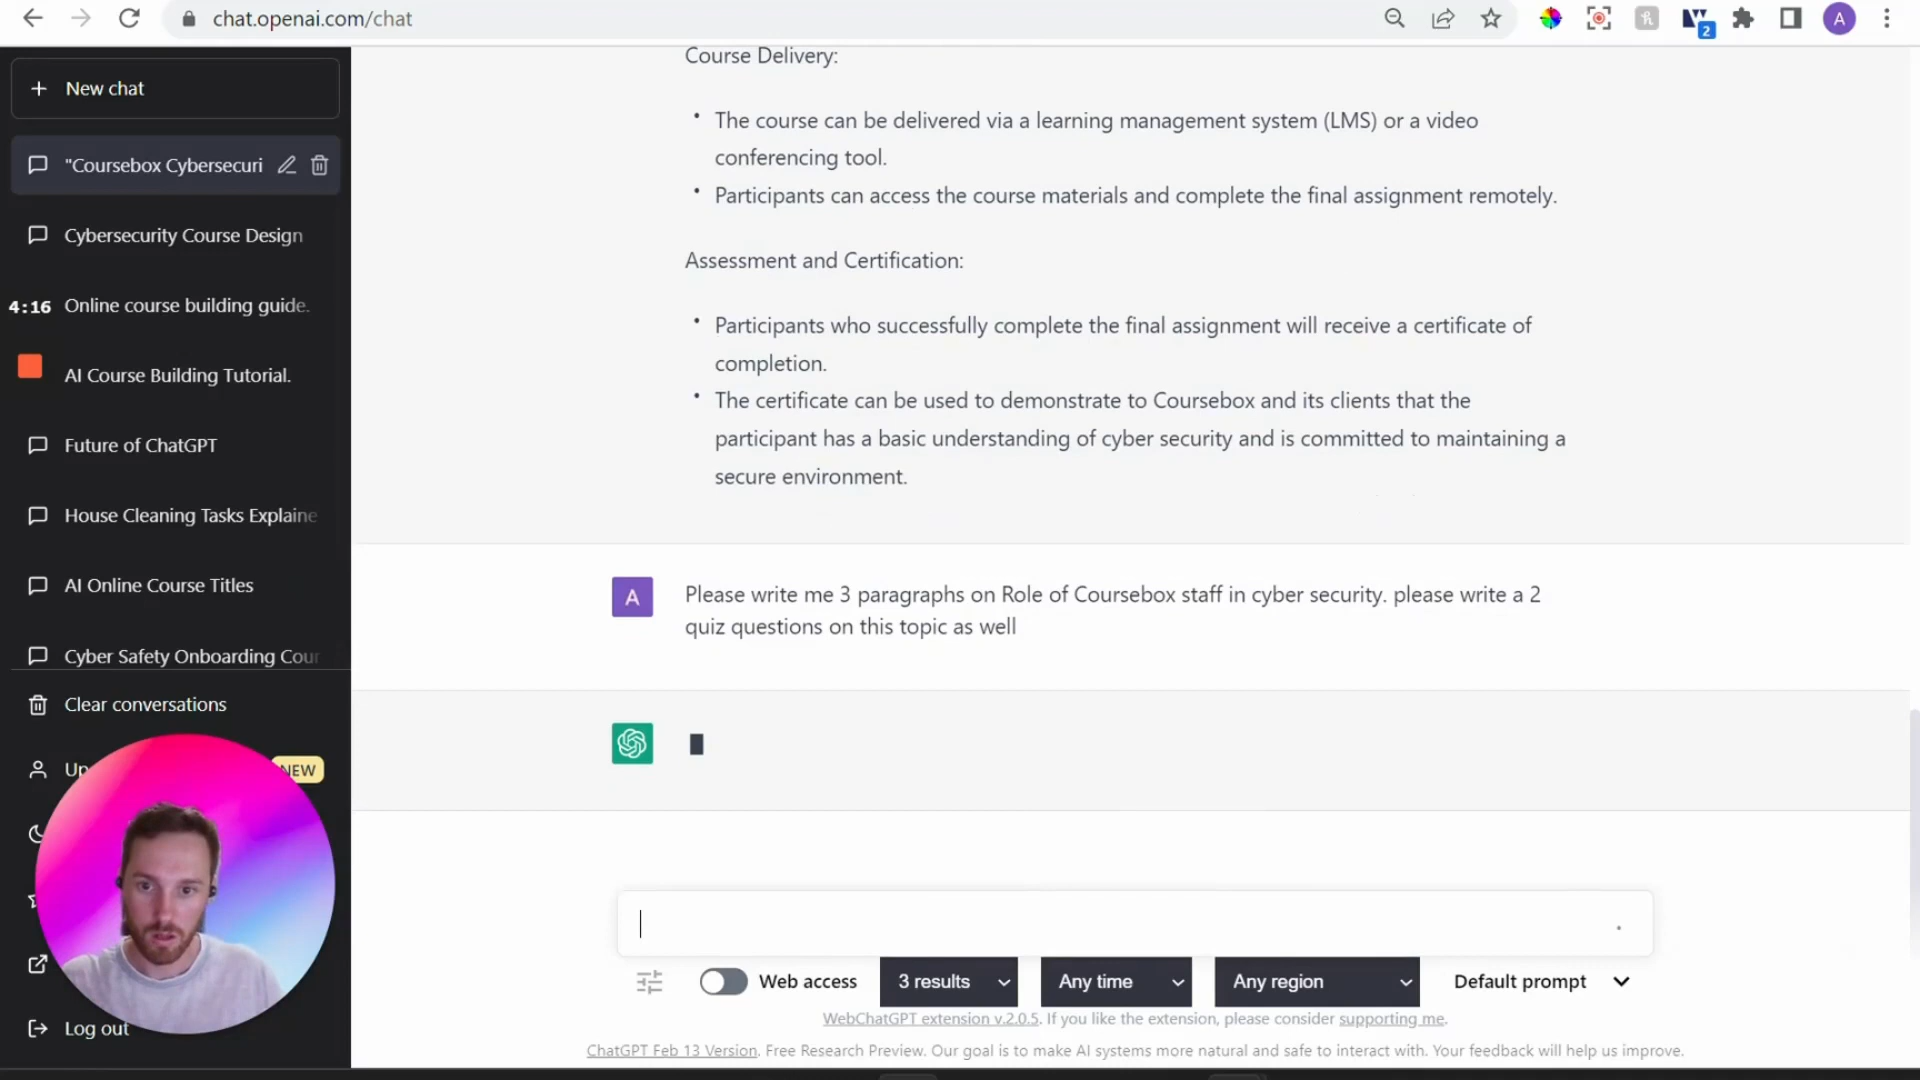 chat.openai.com/chat
2
A
New chat
Course Delivery:
The course can be delivered via a learning management system (LMS) or a video
conferencing tool.
Participants can access the course materials and complete the final assignment remotely.
Assessment and Certification:
Participants who successfully complete the final assignment will receive a certificate of
completion.
The certificate can be used to demonstrate to Coursebox and its clients that the
participant has a basic understanding of cyber security and is committed to maintaining a
secure environment.
"Coursebox Cybersecuri
Cybersecurity Course Design
4:16
Online course building guide.
AI Course Building Tutorial.
Future of ChatGPT
House Cleaning Tasks Explaine
AI Online Course Titles
Cyber Safety Onboarding Cour
Clear conversations
Up
NEW
Log out
A
Please write me 3 paragraphs on Role of Coursebox staff in cyber security. please write a 2
quiz questions on this topic as well
Web access
3 results
Any time
Any region
Default prompt
WebChatGPT extension v.2.0.5. If you like the extension, please consider supporting me.
ChatGPT Feb 13 Version. Free Research Preview. Our goal is to make AI systems more natural and safe to interact with. Your feedback will help us improve.